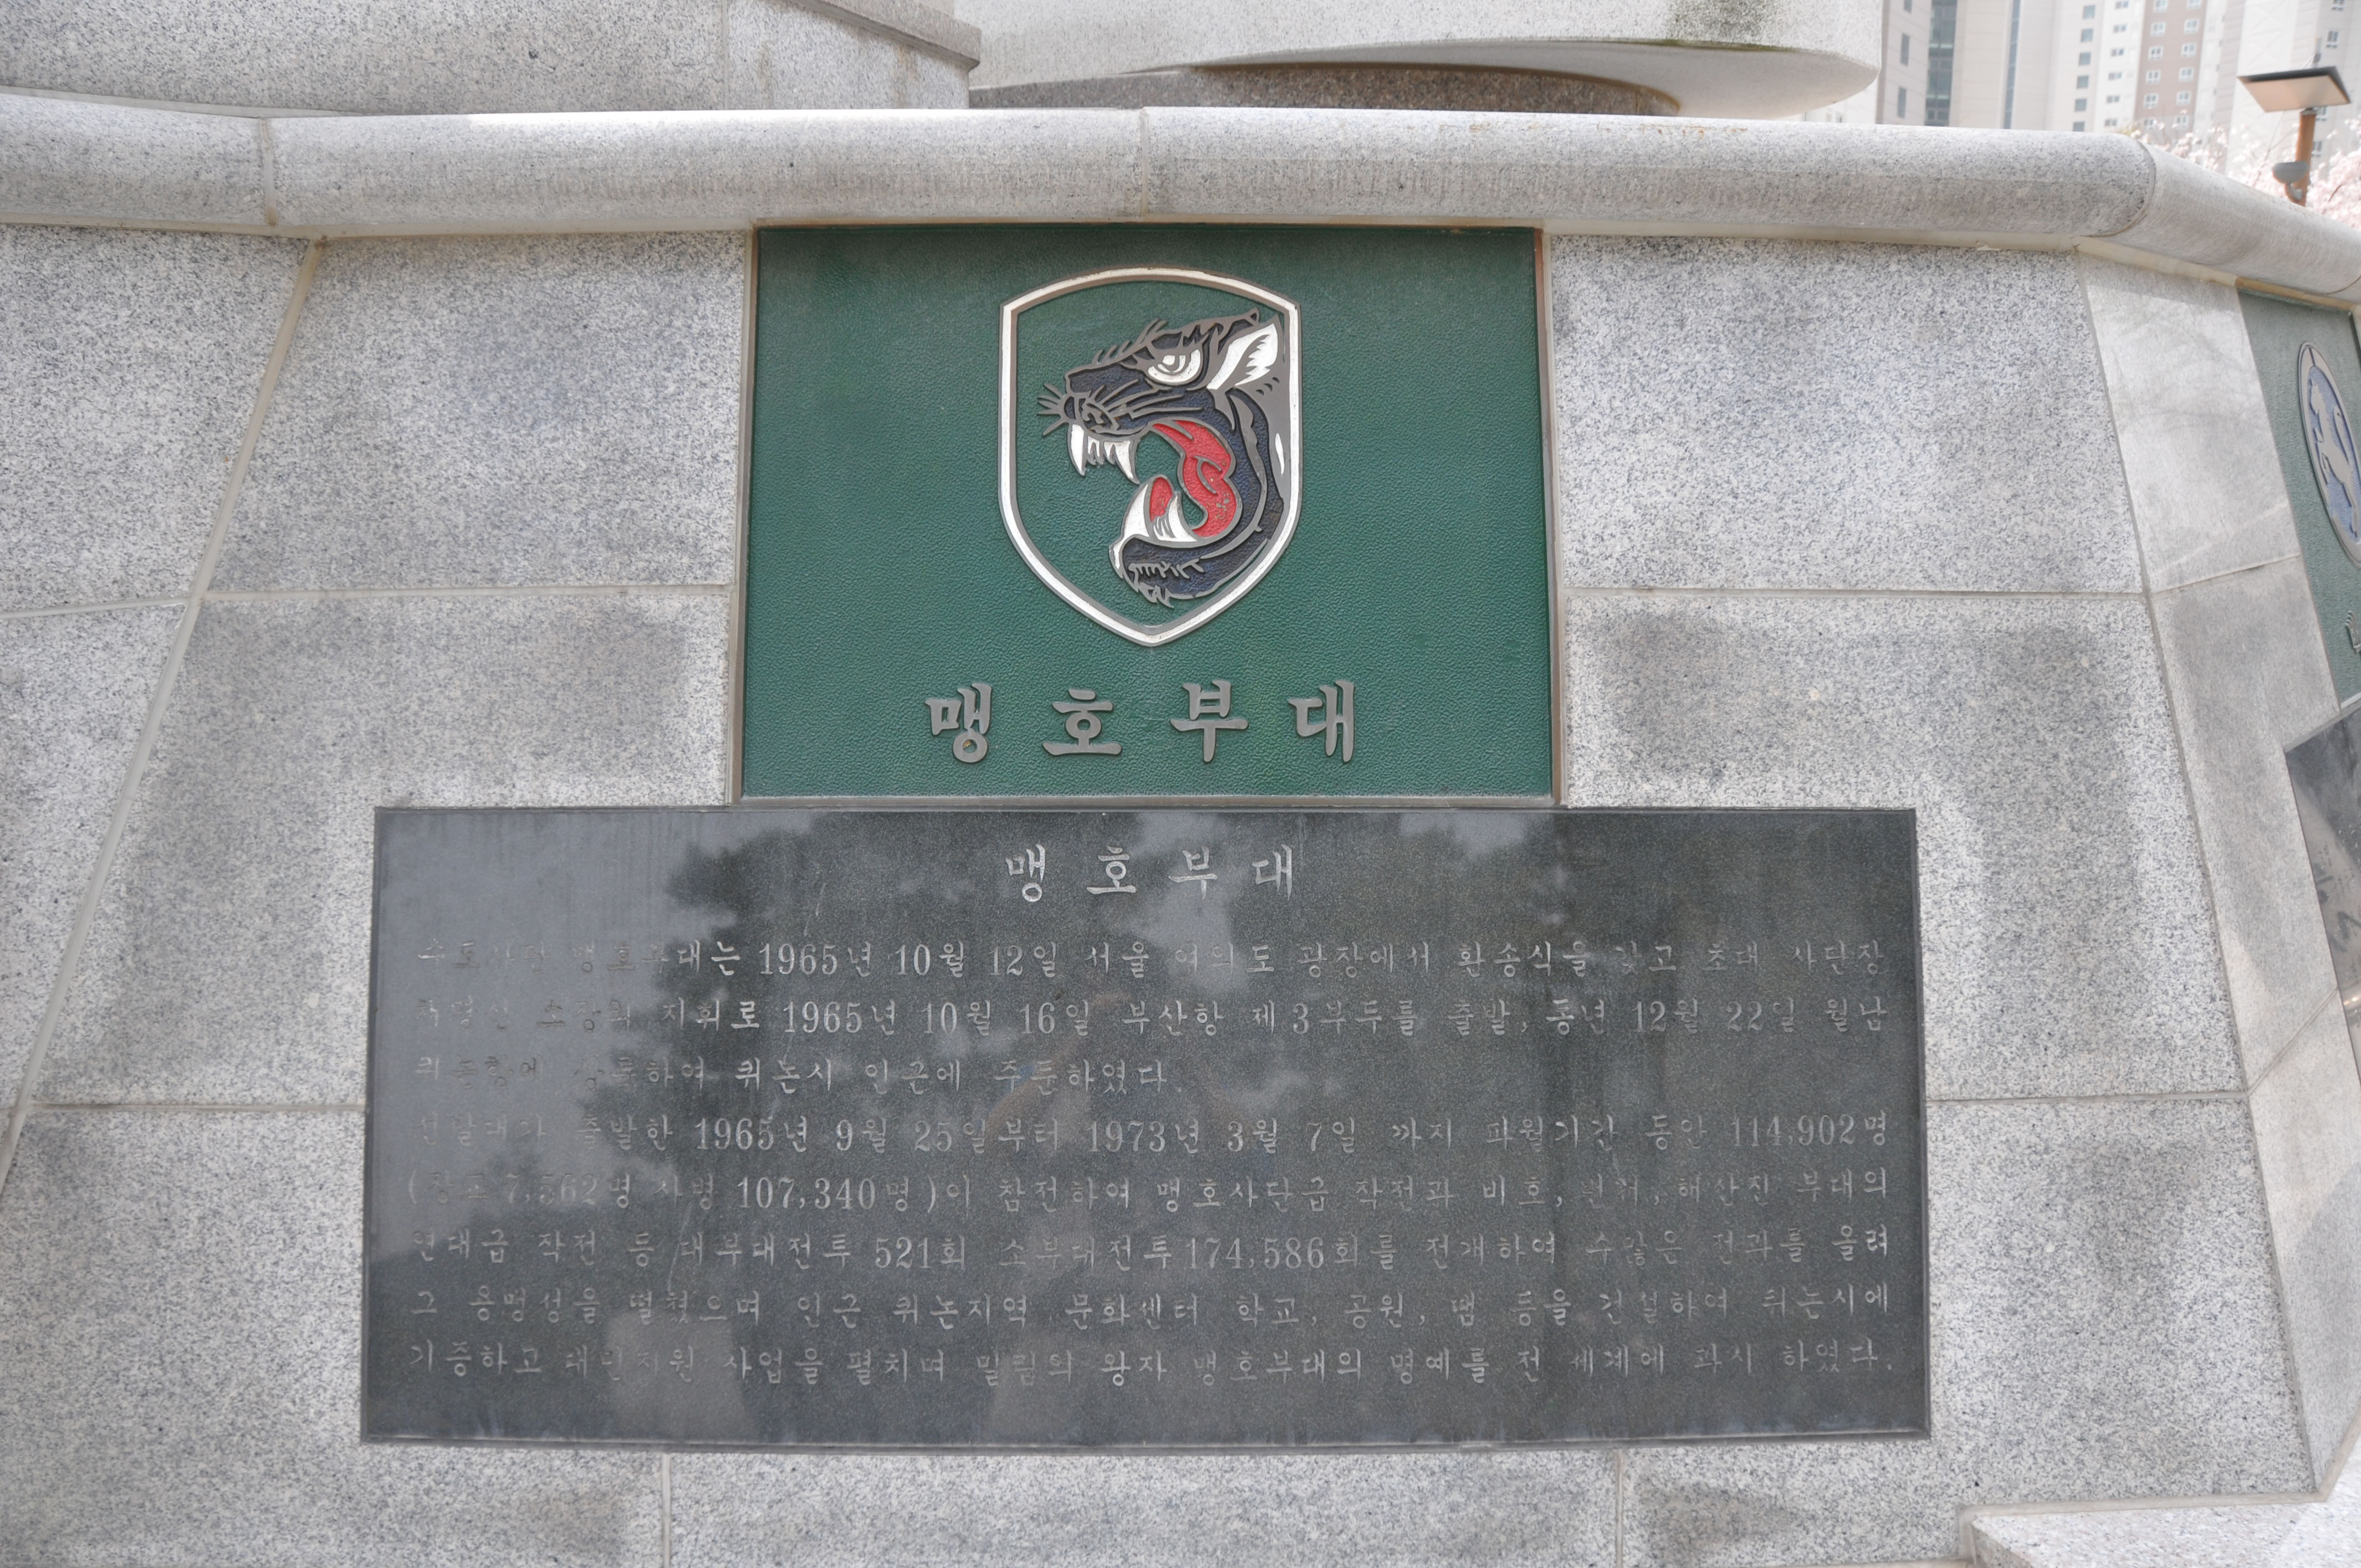 맹호부대
맹호부대
수도사단 맹호부대는 1965년 10월 12일 서울 여의도 광장에서 환송식을 갖고 초대 사단장
채명신 소장의 지휘로 1965년 10월 16일 부산항 제3부두를 출발, 동년 12월 22일 월남
퀴논항에 상륙하여 퀴논시 인근에 주둔하였다.
선발대가 출발한 1965년 9월 25일부터 1973년 3월 7일 까지 파월기간 동안 114,902명
(장교 7,562명 사병 107,340명)이 참전하여 맹호사단급 작전과 비호, 번개, 해산진 부대의
연대급 작전 등 대부대전투 521회 소부대전투 174,586회를 전개하여 수많은 전과를 올려
그 용맹성을 떨쳤으며 인근 퀴논지역 문화센터 학교, 공원, 댐 등을 건설하여 퀴논시에
기증하고 대민지원 사업을 펼치며 밀림의 왕자 맹호부대의 명예를 전 세계에 과시 하였다.